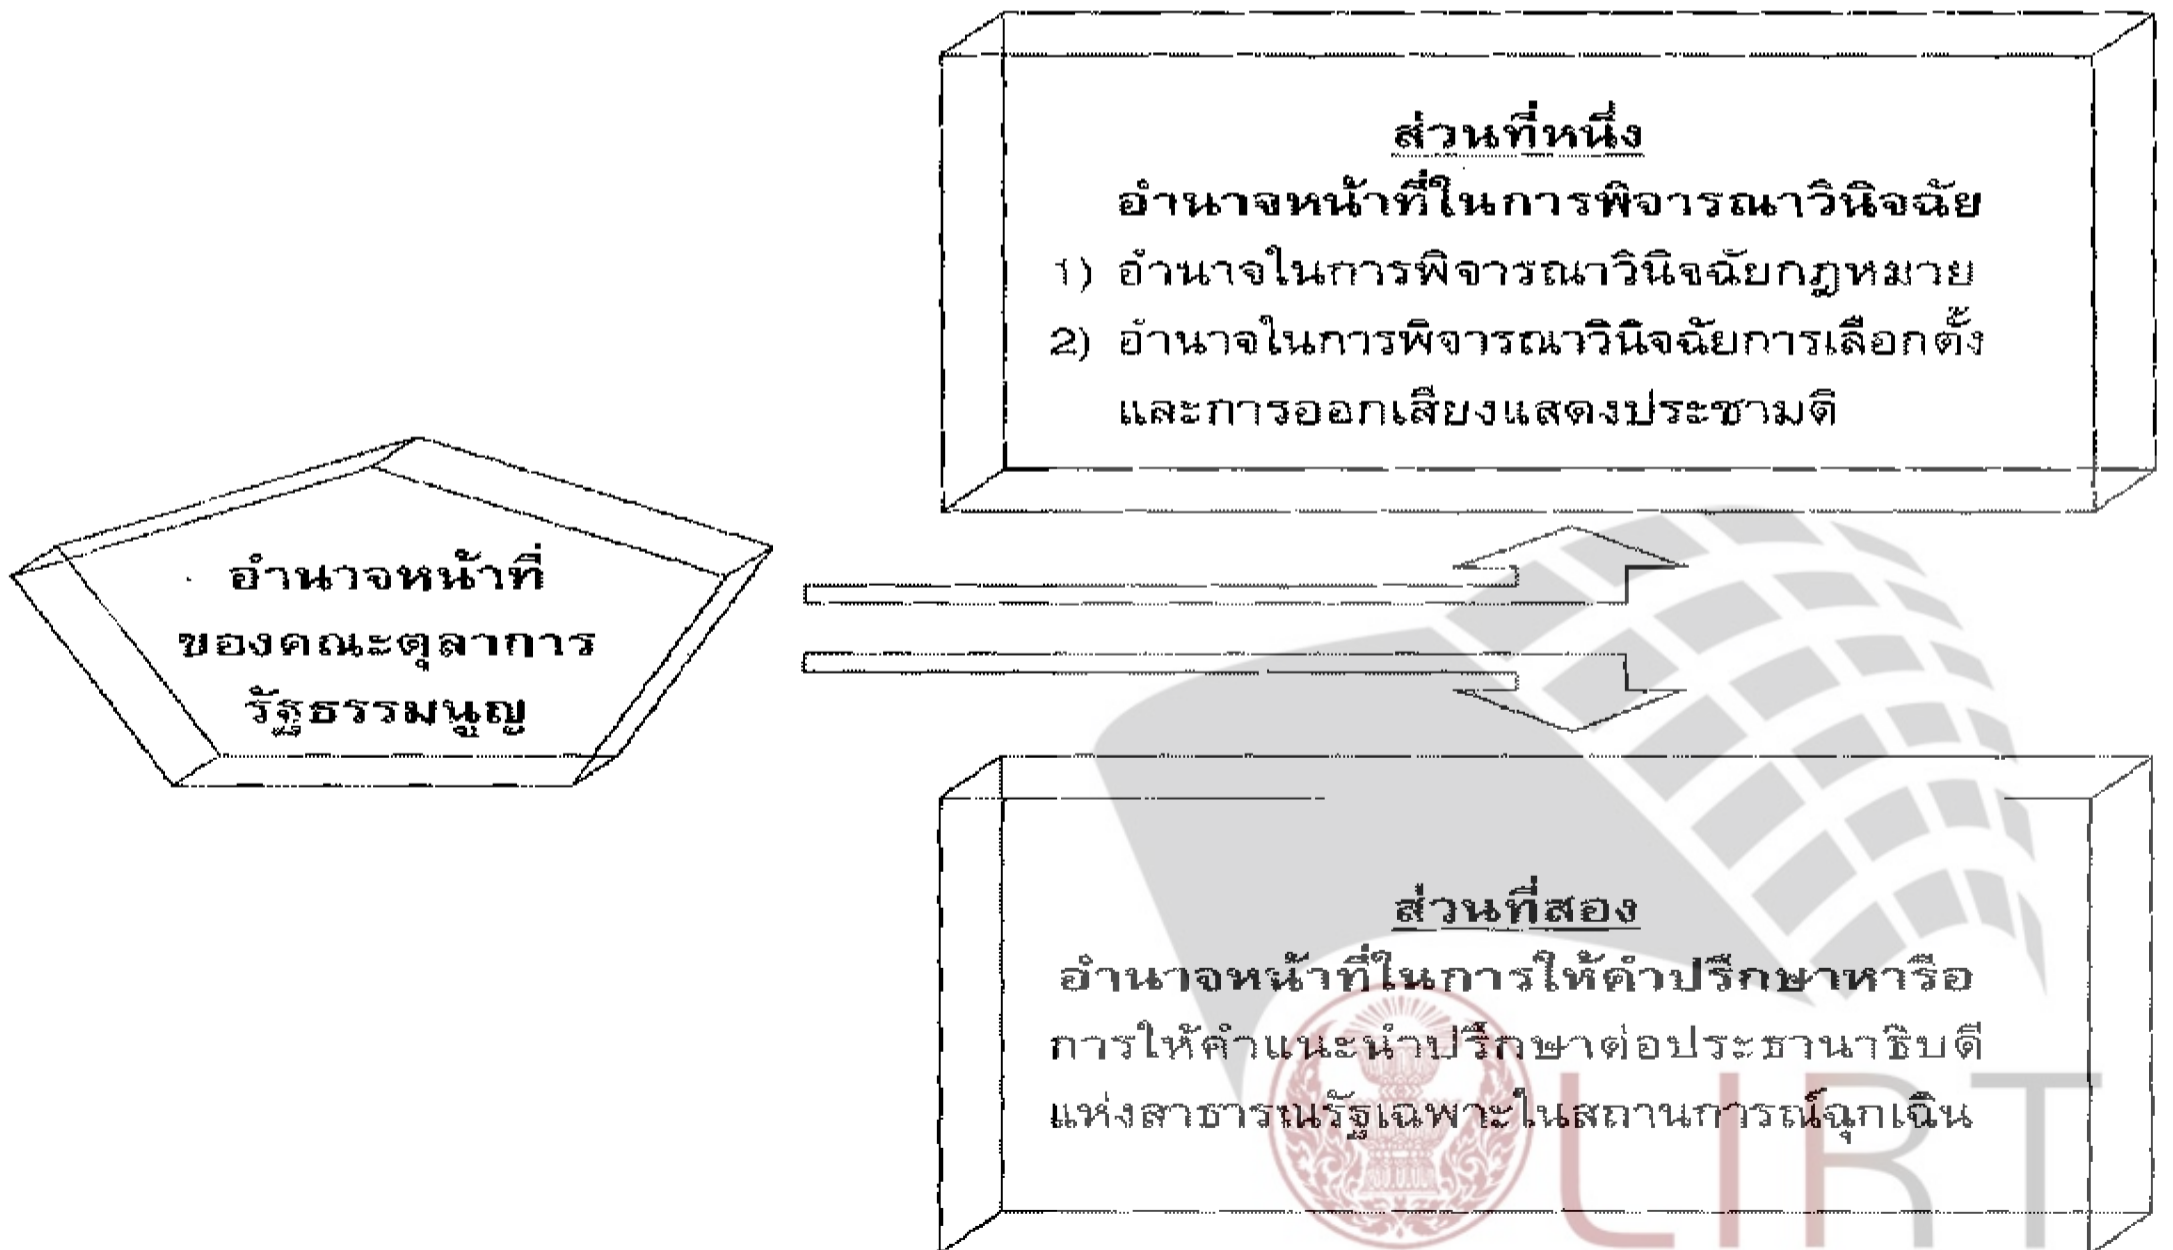 ส่วนที่หนึ่ง
อำนาจหน้าที่ในการพิจารณาวินิจฉัย
1) อำนาจในการพิจารณาวินิจฉัยกฎหมาย
2) อำนาจในการพิจารณาวินิจฉัยการเลือกตั้ง
และการออกเสียงแสดงประชามติ
อำนาจหน้าที่
ของคณะตุลาการ
รัฐธรรมนูญ
ส่วนที่สอง
อำนาจหน้าที่ในการให้คำปรึกษาหารือ
การให้คำแนะนำปรึกษาต่อประธานาธิบดี
แห่งสาธารณรัฐเฉพาะในสถานการณ์ฉุกเฉิน
LIRT